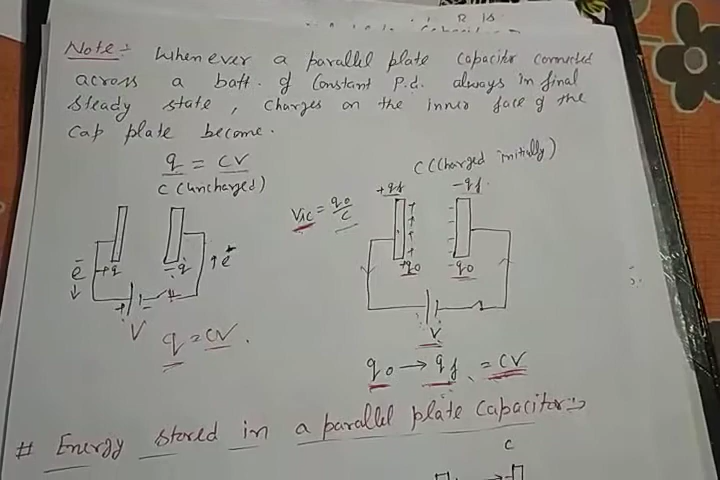 Note :- Whenever a parallel plate capacitor connected
across a batt. of Constant P.d. always in final
steady state, Charges on the inner face of the
Cap plate become.
q = CV
C (Uncharged)
C (Charged initially)
Vic = q0/C
+qf
-qf
e-
+q
-q
e-
+q0
-q0
+
-
V
V
q = CV.
q0 → qf = CV
# Energy stored in a parallel plate Capacitor :->
C